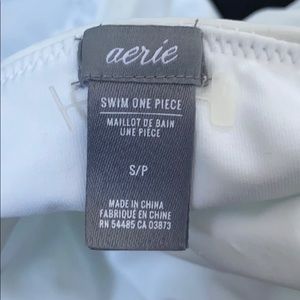 aerie
SWIM ONE PIECE
MAILLOT DE BAIN
UNE PIÈCE
S/P
MADE IN CHINA
FABRIQUÉ EN CHINE
RN 54485 CA 03873